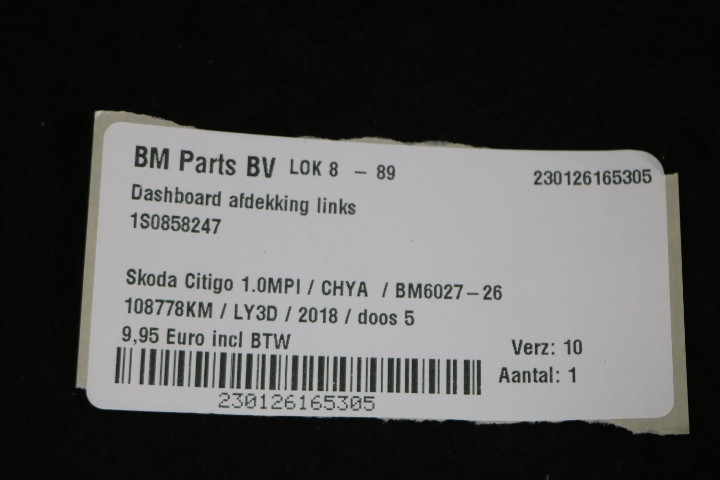 BM Parts BV LOK 8 - 89 230126165305
Dashboard afdekking links
1S0858247
Skoda Citigo 1.0MPI / CHYA / BM6027-26
108778KM / LY3D / 2018 / doos 5
9,95 Euro incl BTW
Verz: 10
Aantal: 1
230126165305